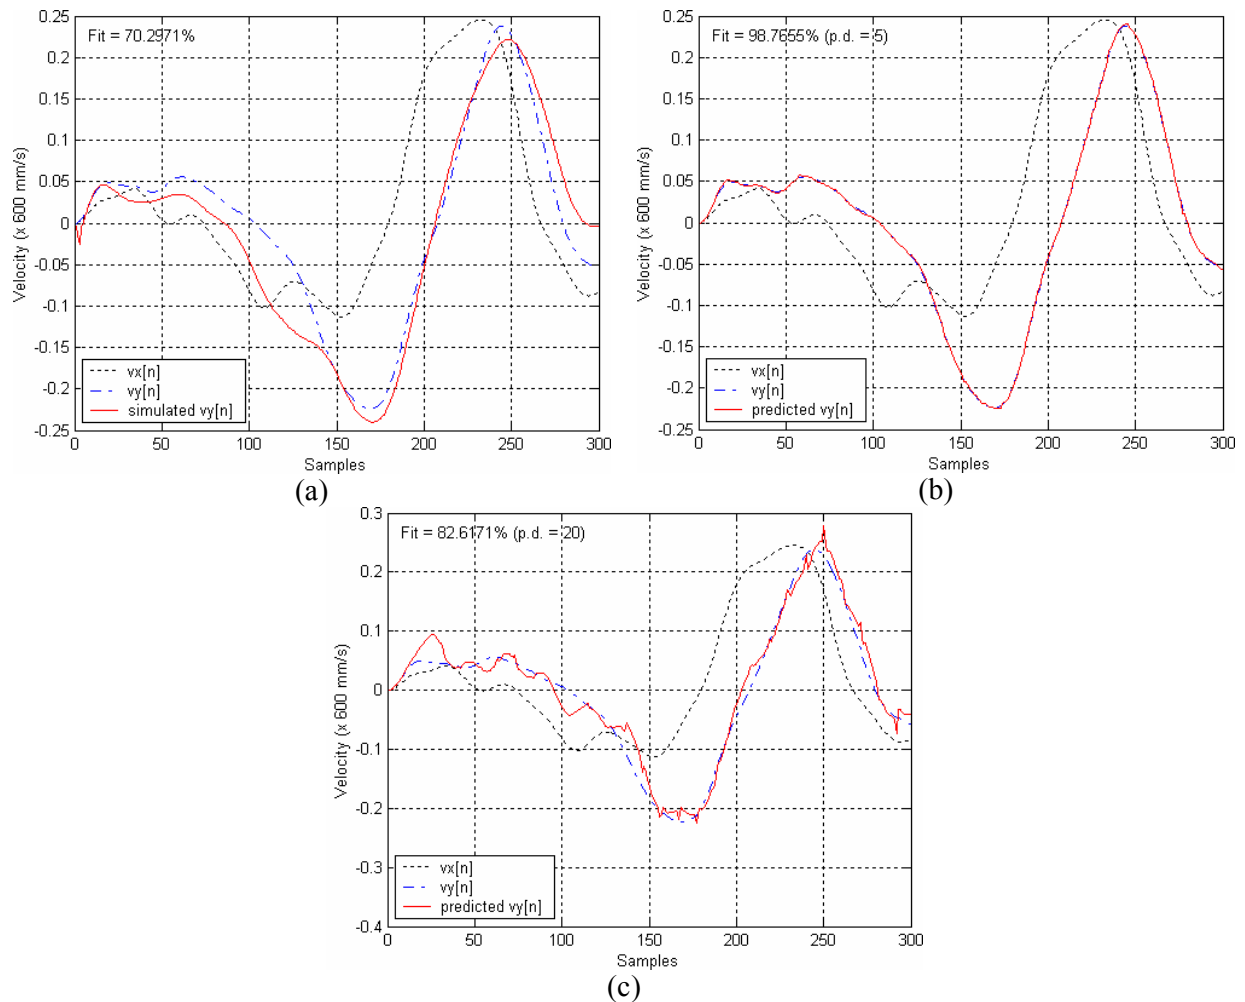 Fit = 70.2971%
0.25
0.2
0.15
0.1
0.05
0
-0.05
-0.1
-0.15
-0.2
-0.25
Velocity (x 600 mm/s)
vx[n]
vy[n]
simulated vy[n]
0 50 100 150 200 250 300
Samples
(a)
Fit = 98.7655% (p.d. = 5)
0.25
0.2
0.15
0.1
0.05
0
-0.05
-0.1
-0.15
-0.2
-0.25
Velocity (x 600 mm/s)
vx[n]
vy[n]
predicted vy[n]
0 50 100 150 200 250 300
Samples
(b)
Fit = 82.6171% (p.d. = 20)
0.3
0.2
0.1
0
-0.1
-0.2
-0.3
-0.4
Velocity (x 600 mm/s)
vx[n]
vy[n]
predicted vy[n]
0 50 100 150 200 250 300
Samples
(c)